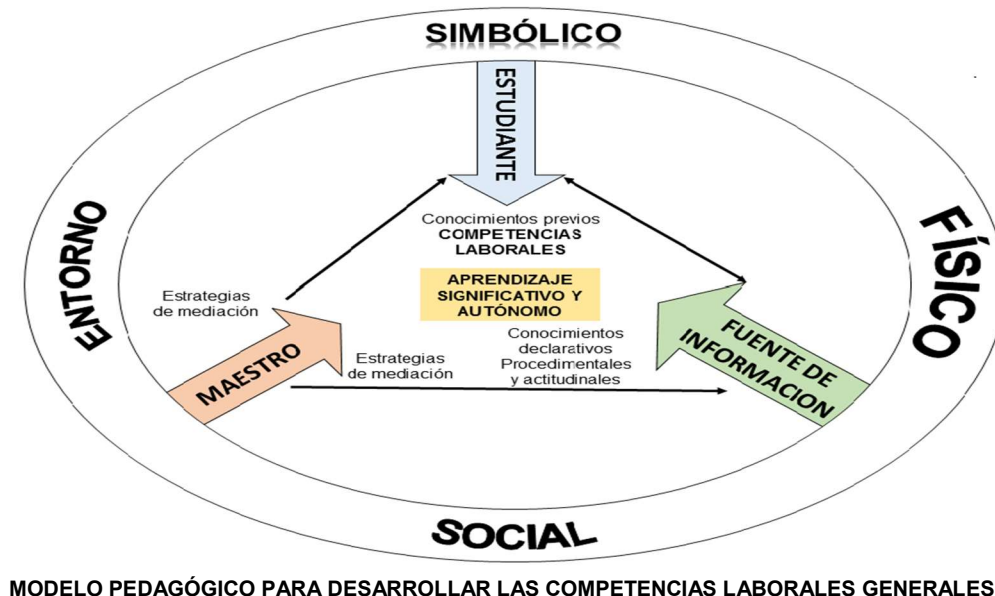 SIMBÓLICO
ESTUDIANTE
ENTORNO
FÍSICO
Conocimientos previos
COMPETENCIAS
LABORALES
APRENDIZAJE
SIGNIFICATIVO Y
AUTÓNOMO
Estrategias
de mediación
MAESTRO
Estrategias
de mediación
Conocimientos
declarativos
Procedimentales
y actitudinales
FUENTE DE
INFORMACION
SOCIAL
MODELO PEDAGÓGICO PARA DESARROLLAR LAS COMPETENCIAS LABORALES GENERALES